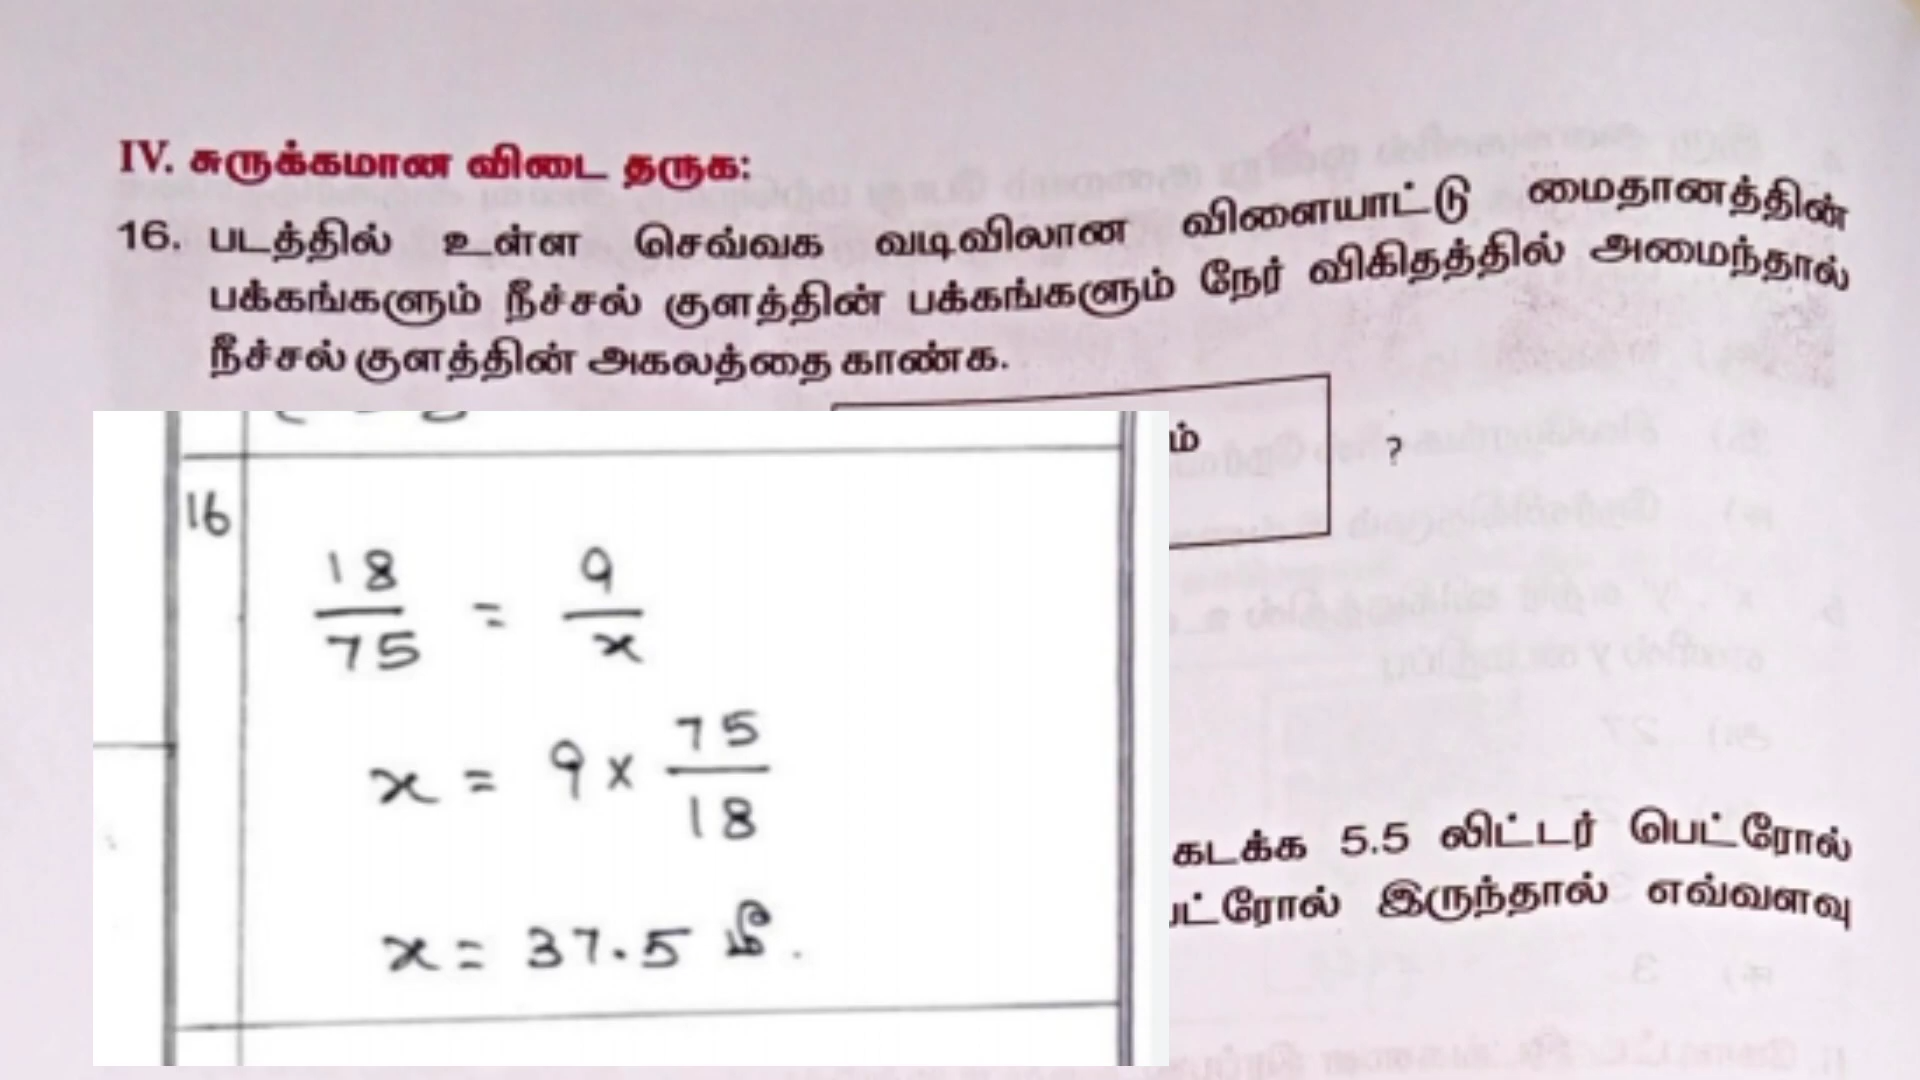 IV. சுருக்கமான விடை தருக:
16. படத்தில் உள்ள செவ்வக வடிவிலான விளையாட்டு மைதானத்தின்
பக்கங்களும் நீச்சல் குளத்தின் பக்கங்களும் நேர் விகிதத்தில் அமைந்தால்
நீச்சல் குளத்தின் அகலத்தை காண்க.
?
16
18/75 = 9/x
x = 9 x 75/18
x = 37.5 மீ.
கடக்க 5.5 லிட்டர் பெட்ரோல்
இருந்தால் எவ்வளவு